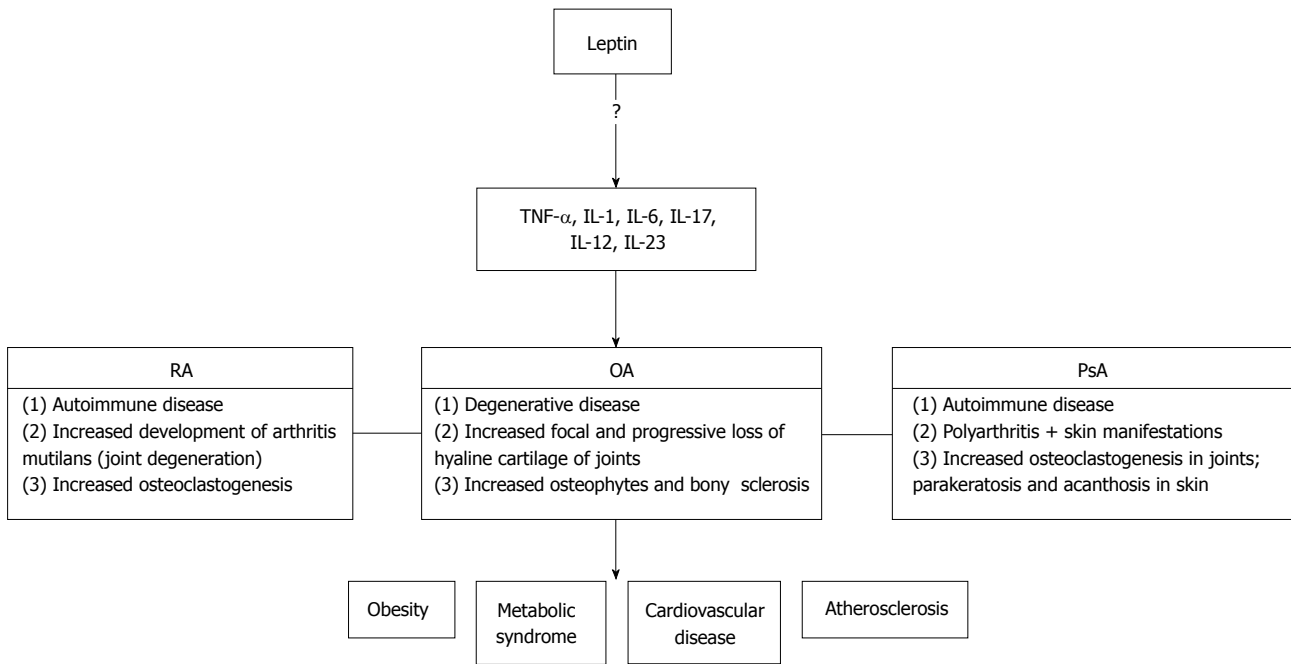 Leptin
?
TNF-α, IL-1, IL-6, IL-17,
IL-12, IL-23
RA
(1) Autoimmune disease
(2) Increased development of arthritis
mutilans (joint degeneration)
(3) Increased osteoclastogenesis
OA
(1) Degenerative disease
(2) Increased focal and progressive loss of
hyaline cartilage of joints
(3) Increased osteophytes and bony sclerosis
PsA
(1) Autoimmune disease
(2) Polyarthritis + skin manifestations
(3) Increased osteoclastogenesis in joints;
parakeratosis and acanthosis in skin
Obesity
Metabolic
syndrome
Cardiovascular
disease
Atherosclerosis